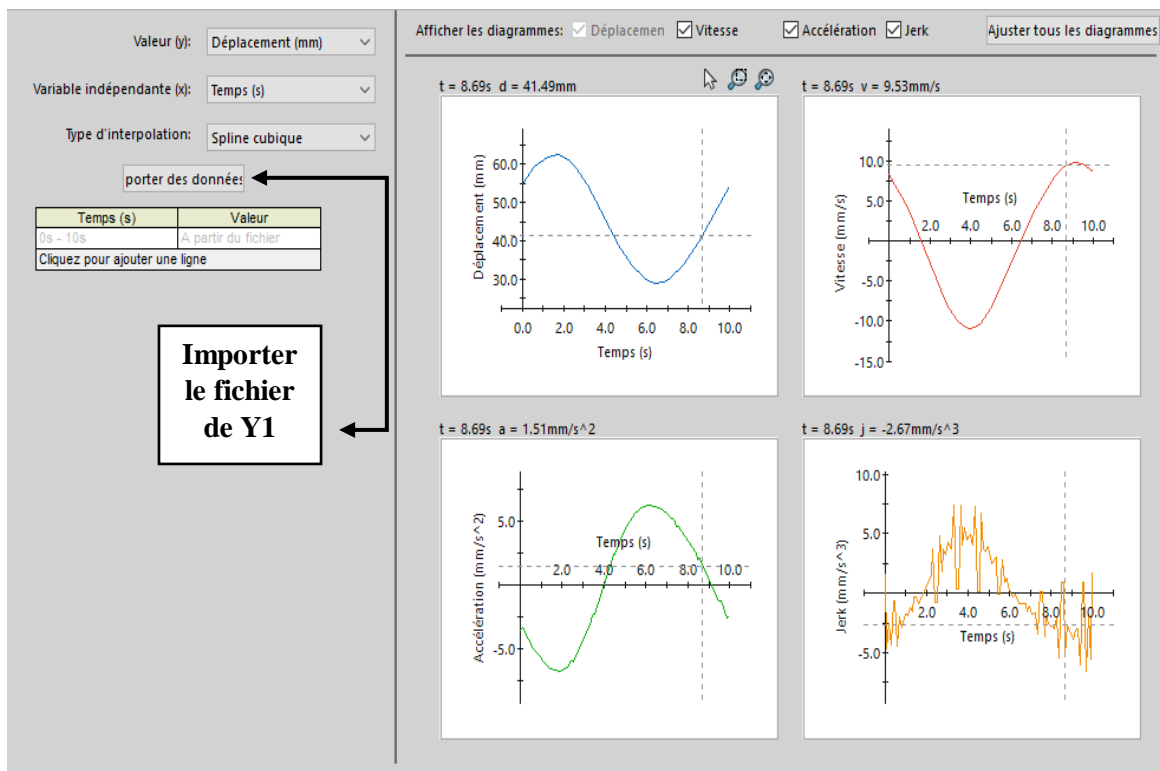 Valeur (y): Déplacement (mm)
Variable indépendante (x): Temps (s)
Type d'interpolation: Spline cubique
porter des données
Temps (s) Valeur
0s - 10s A partir du fichier
Cliquez pour ajouter une ligne
Importer
le fichier
de Y1
Afficher les diagrammes: Déplacemen Vitesse Accélération Jerk Ajuster tous les diagrammes
t = 8.69s d = 41.49mm
Déplacement (mm)
60.0
50.0
40.0
30.0
0.0 2.0 4.0 6.0 8.0 10.0
Temps (s)
t = 8.69s v = 9.53mm/s
Vitesse (mm/s)
10.0
5.0
-5.0
-10.0
-15.0
Temps (s)
2.0 4.0 6.0 8.0 10.0
t = 8.69s a = 1.51mm/s^2
Accélération (mm/s^2)
5.0
-5.0
Temps (s)
2.0 4.0 6.0 8.0 10.0
t = 8.69s j = -2.67mm/s^3
Jerk (mm/s^3)
10.0
5.0
-5.0
2.0 4.0 6.0 8.0 10.0
Temps (s)